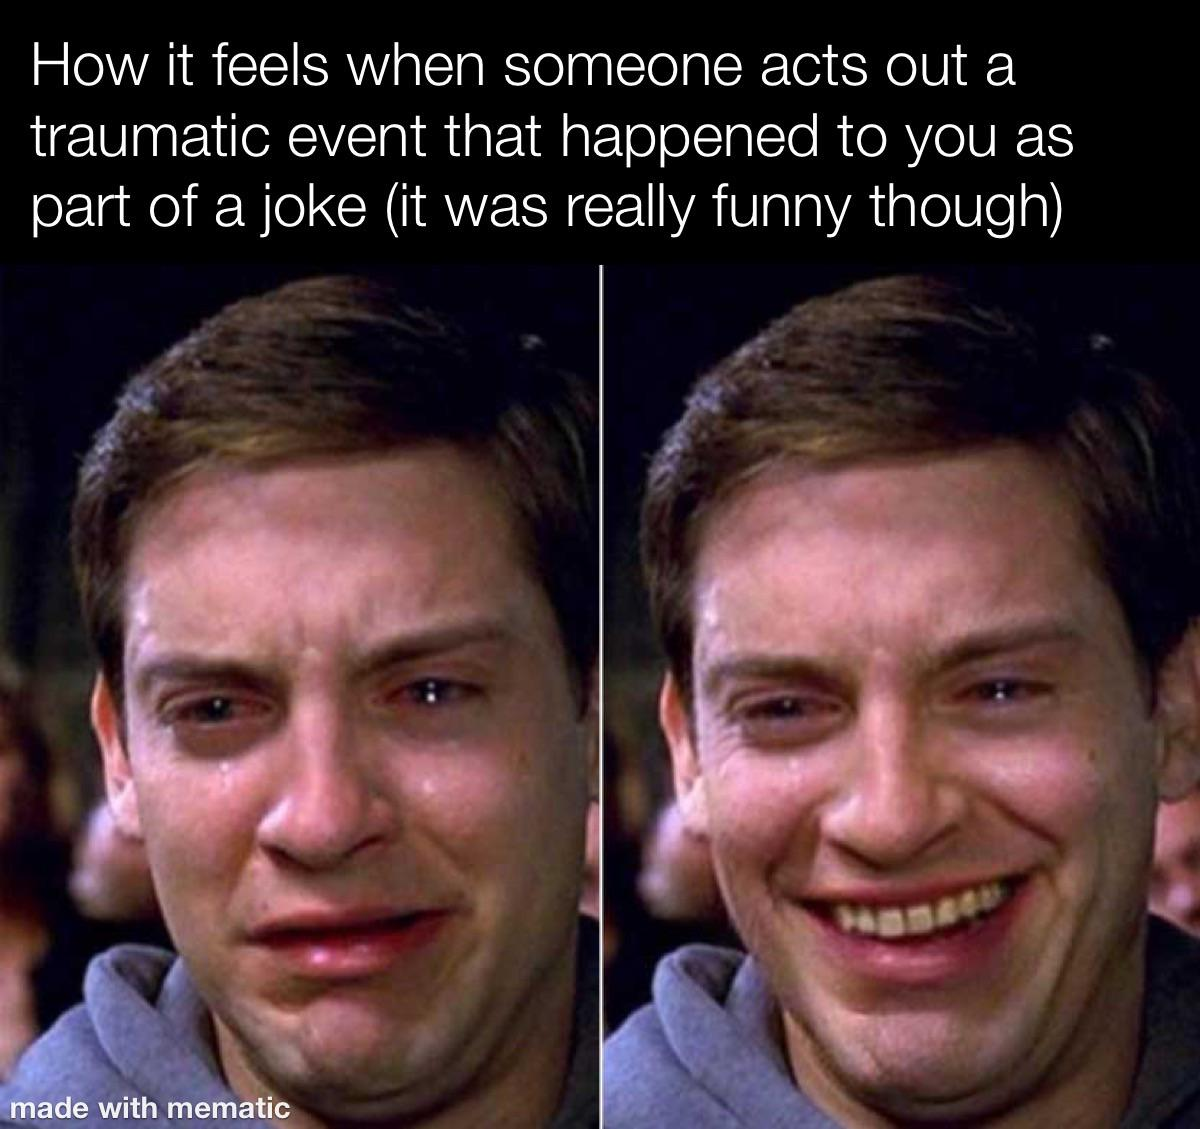 How it feels when someone acts out a
traumatic event that happened to you as
part of a joke (it was really funny though)
made with mematic